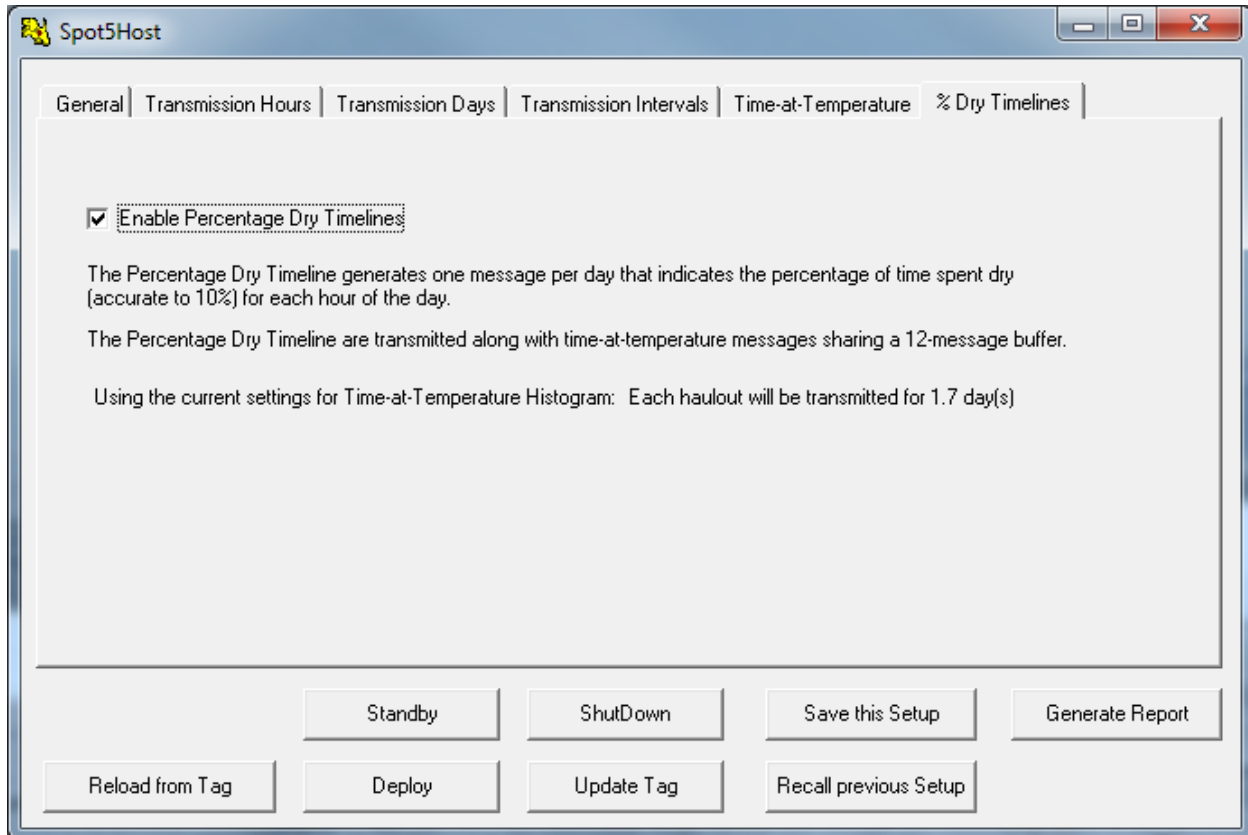 Spot5Host
General
Transmission Hours
Transmission Days
Transmission Intervals
Time-at-Temperature
% Dry Timelines
Enable Percentage Dry Timelines
The Percentage Dry Timeline generates one message per day that indicates the percentage of time spent dry
(accurate to 10%) for each hour of the day.
The Percentage Dry Timeline are transmitted along with time-at-temperature messages sharing a 12-message buffer.
Using the current settings for Time-at-Temperature Histogram: Each haulout will be transmitted for 1.7 day(s)
Standby
ShutDown
Save this Setup
Generate Report
Reload from Tag
Deploy
Update Tag
Recall previous Setup